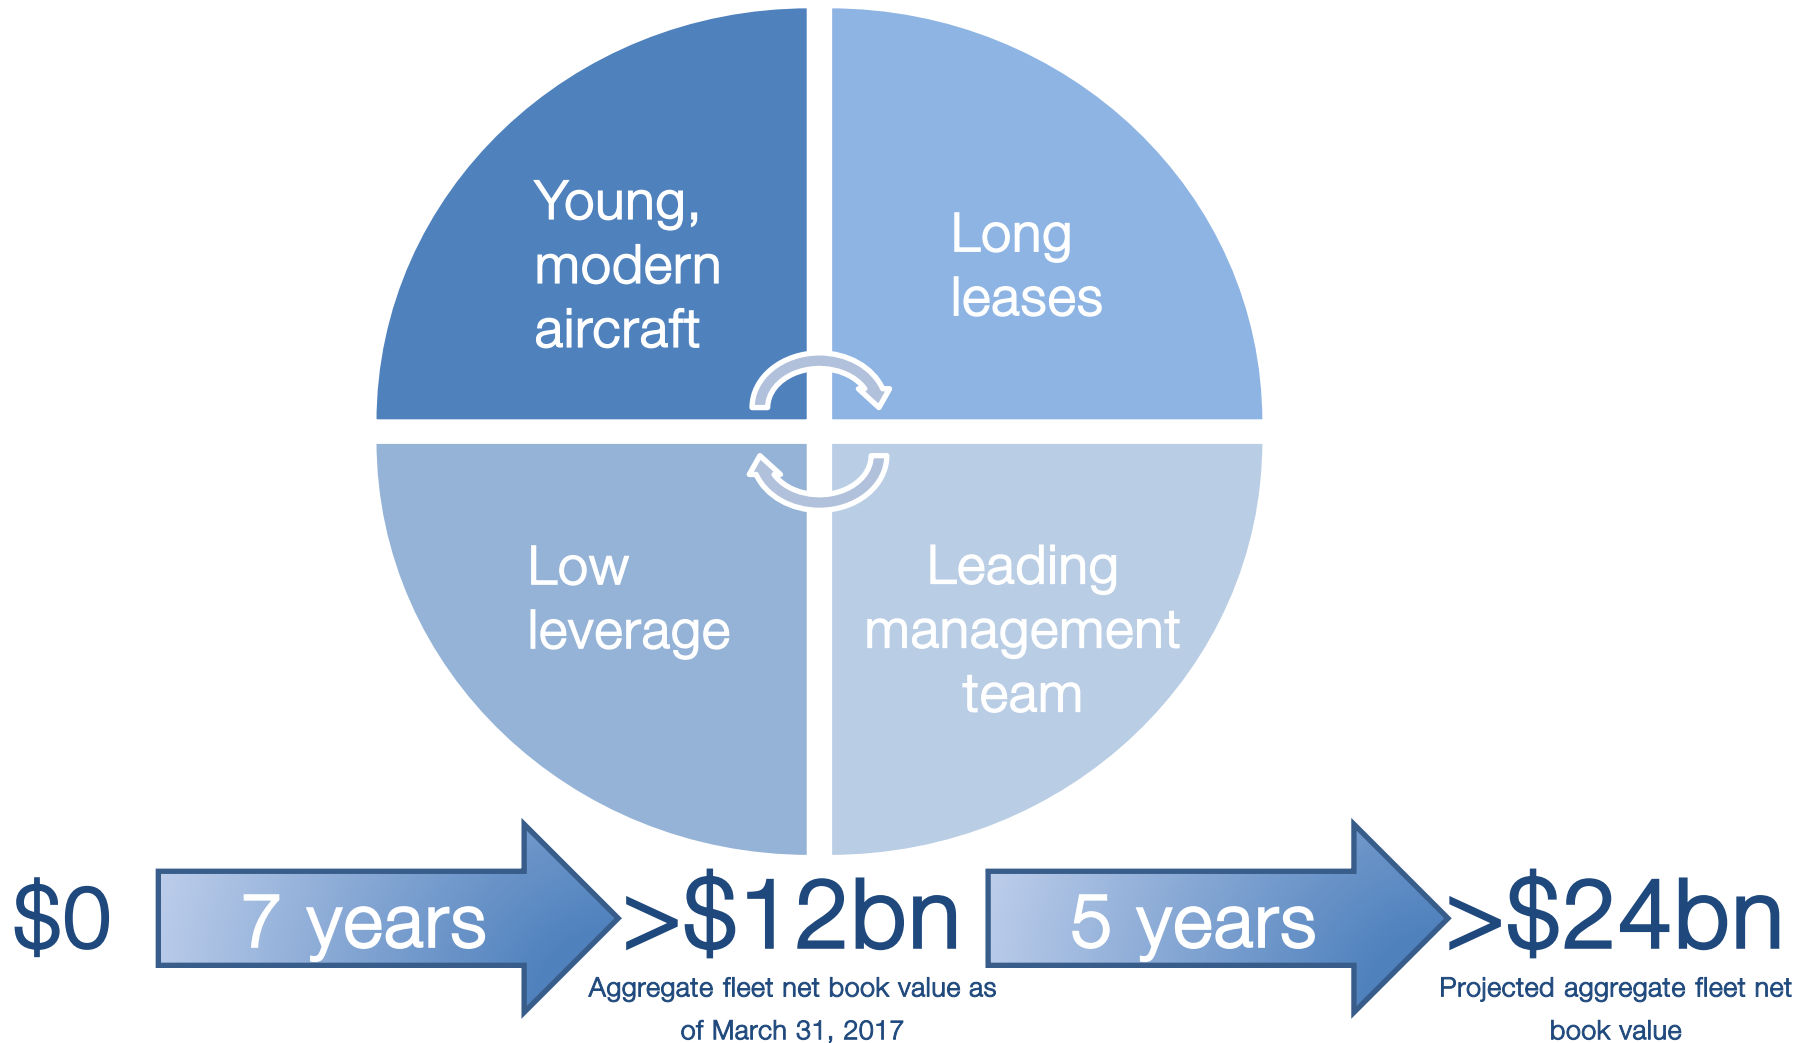 Young,
modern
aircraft
Long
leases
Low
leverage
Leading
management
team
$0
7 years
>$12bn
5 years
>$24bn
Aggregate fleet net book value as
of March 31, 2017
Projected aggregate fleet net
book value